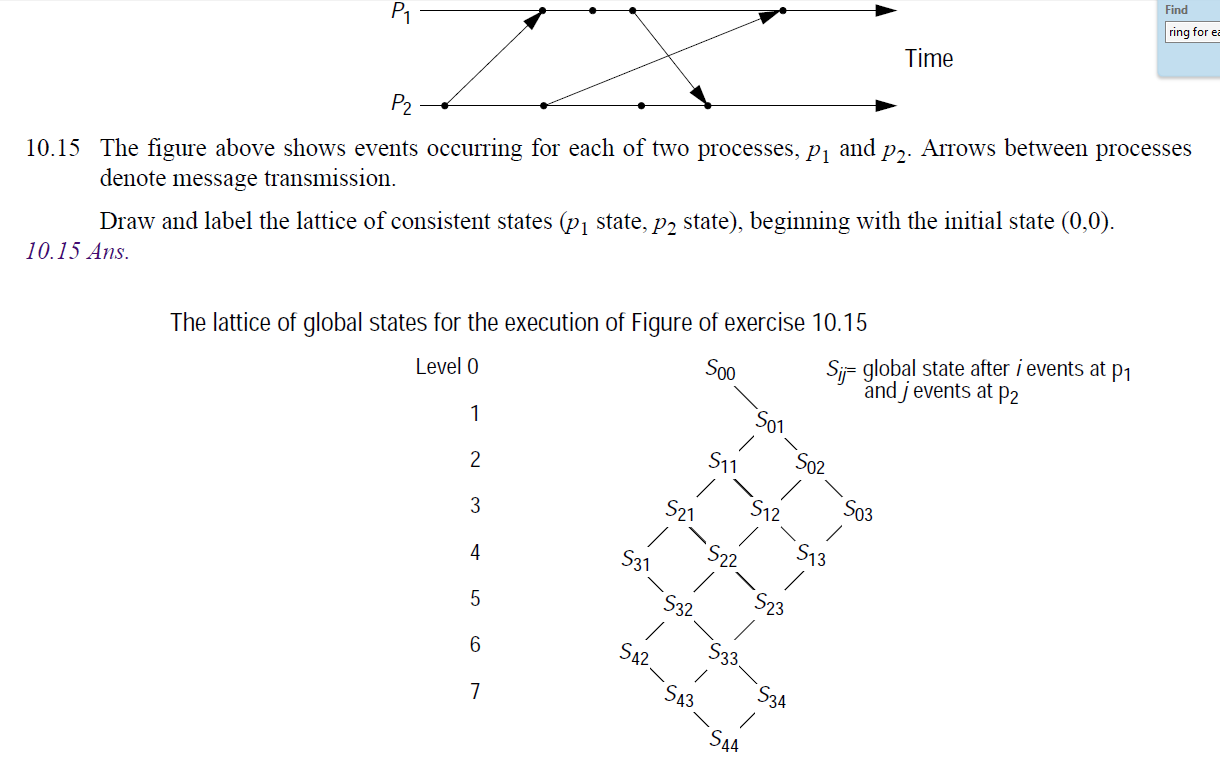 P1
Find
ring for ea
Time
P2
10.15 The figure above shows events occurring for each of two processes, p1 and p2. Arrows between processes
denote message transmission.
Draw and label the lattice of consistent states (p1 state, p2 state), beginning with the initial state (0,0).
10.15 Ans.
The lattice of global states for the execution of Figure of exercise 10.15
Level 0 S00 Sij= global state after i events at p1
and j events at p2
1 S01
2 S11 S02
3 S21 S12 S03
4 S31 S22 S13
5 S32 S23
6 S42 S33
7 S43 S34
S44